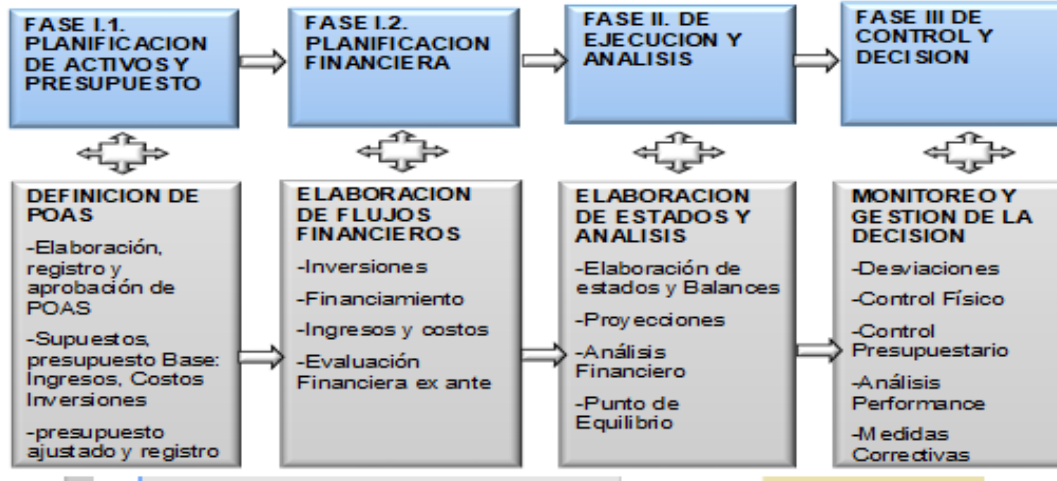 FASE I.1.
PLANIFICACION
DE ACTIVOS Y
PRESUPUESTO
FASE I.2.
PLANIFICACION
FINANCIERA
FASE II. DE
EJECUCION Y
ANALISIS
FASE III DE
CONTROL Y
DECISION
DEFINICION DE
POAS
-Elaboración,
registro y
aprobación de
POAS
-Supuestos,
presupuesto Base:
Ingresos, Costos
Inversiones
-presupuesto
ajustado y registro
ELABORACION
DE FLUJOS
FINANCIEROS
-Inversiones
-Financiamiento
-Ingresos y costos
-Evaluación
Financiera ex ante
ELABORACION
DE ESTADOS Y
ANALISIS
-Elaboración de
estados y Balances
-Proyecciones
-Análisis
Financiero
-Punto de
Equilibrio
MONITOREO Y
GESTION DE LA
DECISION
-Desviaciones
-Control Físico
-Control
Presupuestario
-Análisis
Performance
-Medidas
Correctivas